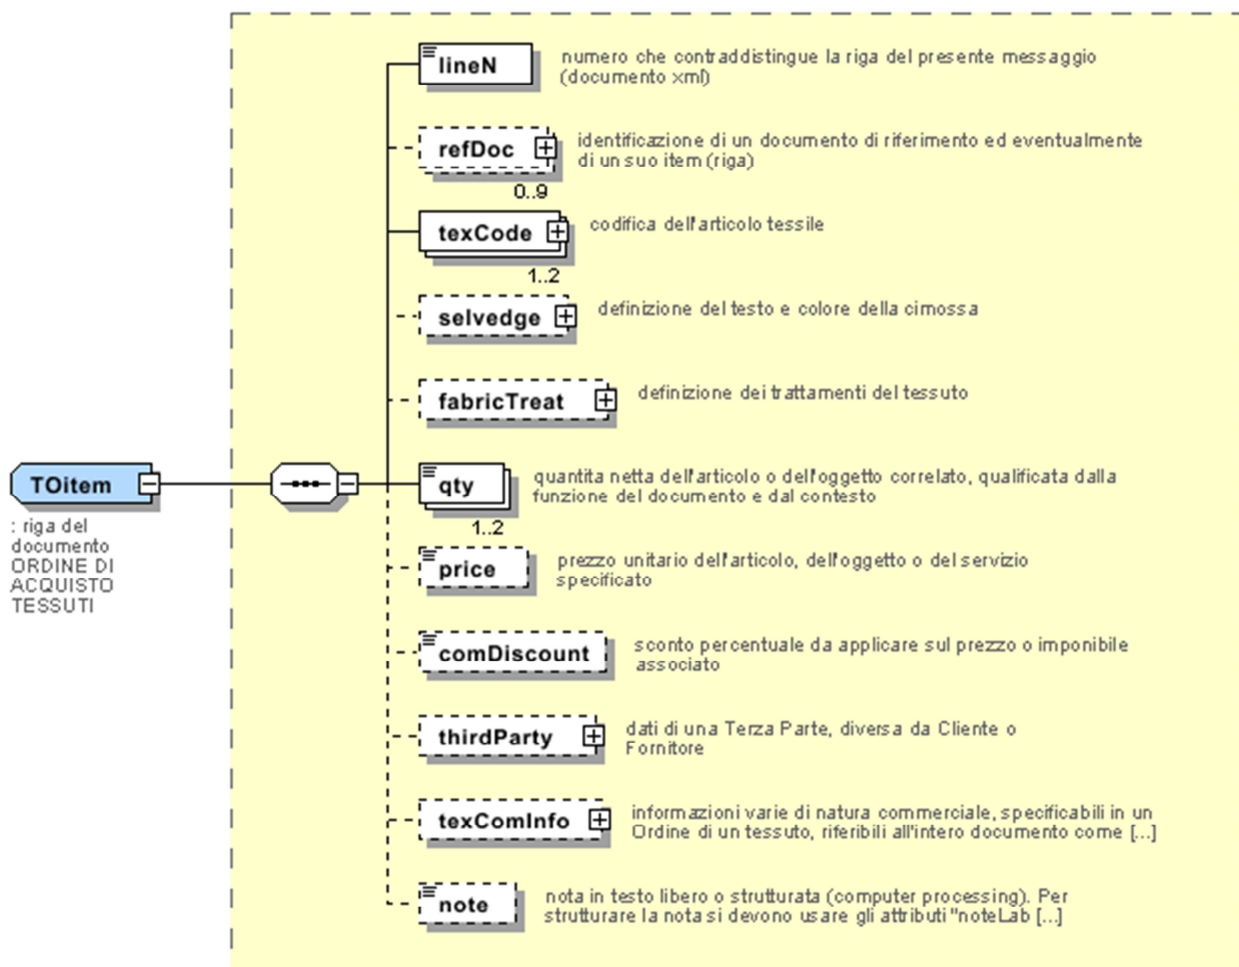 lineN
numero che contraddistingue la riga del presente messaggio
(documento xml)
refDoc
identificazione di un documento di riferimento ed eventualmente
di un suo item (riga)
0..9
texCode
codifica dell'articolo tessile
1..2
selvedge
definizione del testo e colore della cimossa
fabricTreat
definizione dei trattamenti del tessuto
TOitem
: riga del
documento
ORDINE DI
ACQUISTO
TESSUTI
qty
quantita netta dell'articolo o dell'oggetto correlato, qualificata dalla
funzione del documento e dal contesto
1..2
price
prezzo unitario dell'articolo, dell'oggetto o del servizio
specificato
comDiscount
sconto percentuale da applicare sul prezzo o imponibile
associato
thirdParty
dati di una Terza Parte, diversa da Cliente o
Fornitore
texComInfo
informazioni varie di natura commerciale, specificabili in un
Ordine di un tessuto, riferibili all'intero documento come [...]
note
nota in testo libero o strutturata (computer processing). Per
strutturare la nota si devono usare gli attributi "noteLab [...]